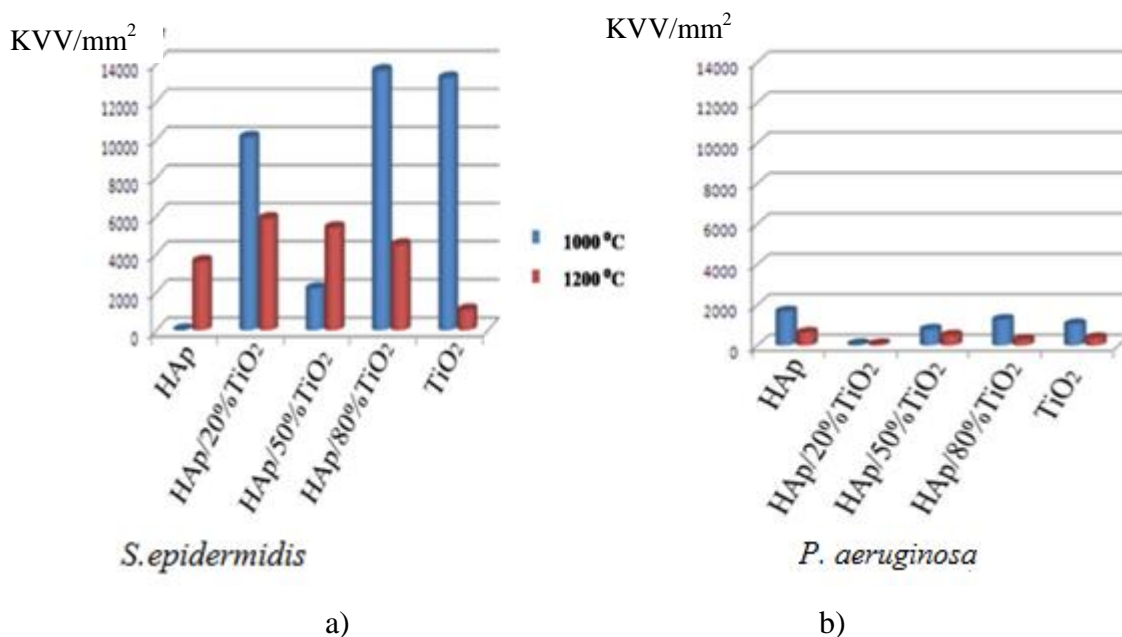 KVV/mm²
14000
12000
10000
8000
6000
4000
2000
0
HAp
HAp/20%TiO₂
HAp/50%TiO₂
HAp/80%TiO₂
TiO₂
S.epidermidis
a)
1000 ⁰C
1200 ⁰C
KVV/mm²
14000
12000
10000
8000
6000
4000
2000
0
HAp
HAp/20%TiO₂
HAp/50%TiO₂
HAp/80%TiO₂
TiO₂
P. aeruginosa
b)